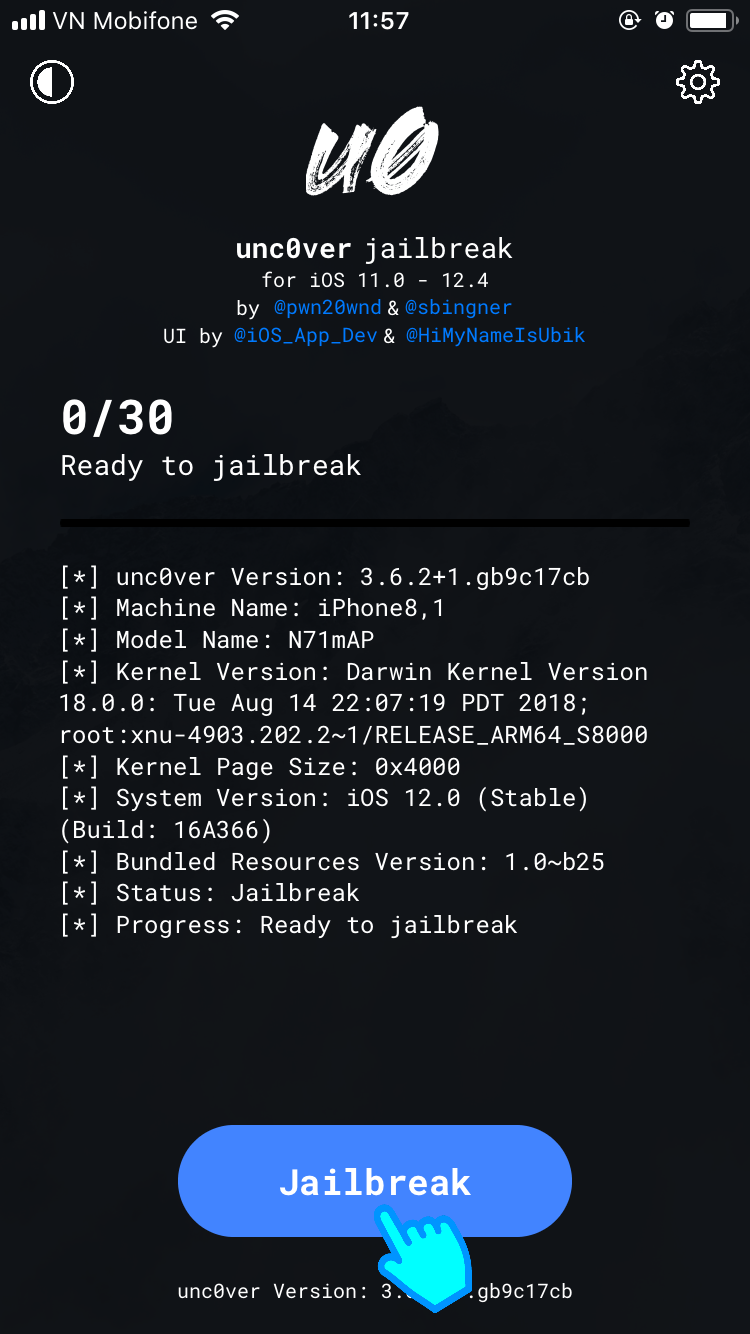 VN Mobifone 11:57
u0
unc0ver jailbreak
for iOS 11.0 - 12.4
by @pwn20wnd & @sbingner
UI by @iOS_App_Dev & @HiMyNameIsUbik
0/30
Ready to jailbreak
[*] unc0ver Version: 3.6.2+1.gb9c17cb
[*] Machine Name: iPhone8,1
[*] Model Name: N71mAP
[*] Kernel Version: Darwin Kernel Version
18.0.0: Tue Aug 14 22:07:19 PDT 2018;
root:xnu-4903.202.2~1/RELEASE_ARM64_S8000
[*] Kernel Page Size: 0x4000
[*] System Version: iOS 12.0 (Stable)
(Build: 16A366)
[*] Bundled Resources Version: 1.0~b25
[*] Status: Jailbreak
[*] Progress: Ready to jailbreak
Jailbreak
unc0ver Version: 3. .gb9c17cb